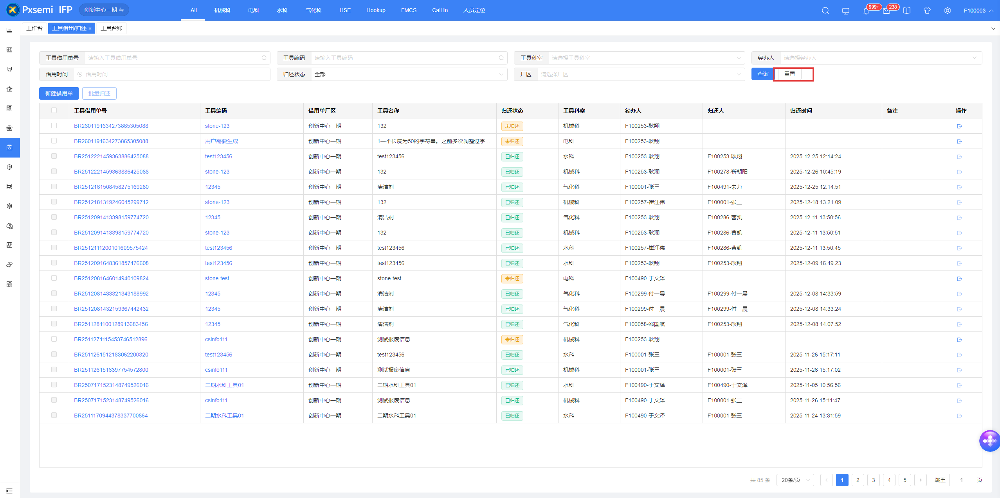 Pxsemi IFP 创新中心一期 All 机械科 电科 水科 气化科 HSE Hookup FMCS Call In 人员定位 999+ 238 F100003
工作台 工具借出/归还 × 工具台账
工具借用单号 请输入工具借用单号 工具编码 请输入工具编码 工具科室 请选择工具科室 经办人 请选择经办人
借用时间 借用时间 归还状态 全部 厂区 请选择厂区 查询 重置
新建借用单 批量归还
工具借用单号 工具编码 借用单厂区 工具名称 归还状态 工具科室 经办人 归还人 归还时间 备注 操作
BR2601191634273865305088 stone-123 创新中心一期 132 未归还 机械科 F100253-耿翔
BR2601191634273865305088 用户需要生成 创新中心一期 1一个长度为50的字符串。之前多次调整过字... 未归还 电科 F100253-耿翔
BR2512221459363886425088 test123456 创新中心一期 test123456 已归还 水科 F100253-耿翔 F100253-耿翔 2025-12-25 12:14:24
BR2512221459363886425088 stone-123 创新中心一期 132 已归还 机械科 F100253-耿翔 F100278-靳朝阳 2025-12-26 10:45:19
BR2512161508458275169280 12345 创新中心一期 清洁剂 已归还 气化科 F100001-张三 F100491-朱力 2025-12-25 12:14:51
BR2512181319246045299712 stone-123 创新中心一期 132 已归还 机械科 F100257-崔江伟 F100001-张三 2025-12-18 13:21:09
BR2512091413398159774720 12345 创新中心一期 清洁剂 已归还 气化科 F100253-耿翔 F100286-曹凯 2025-12-11 13:50:56
BR2512091413398159774720 stone-123 创新中心一期 132 已归还 机械科 F100253-耿翔 F100286-曹凯 2025-12-11 13:50:51
BR2512111200101609575424 test123456 创新中心一期 test123456 已归还 水科 F100257-崔江伟 F100286-曹凯 2025-12-11 13:50:45
BR2512091648361857476608 test123456 创新中心一期 test123456 已归还 水科 F100253-耿翔 F100253-耿翔 2025-12-09 16:49:23
BR2512081646014940109824 stone-test 创新中心一期 stone-test 未归还 电科 F100490-于文泽
BR2512081433321343188992 12345 创新中心一期 清洁剂 已归还 气化科 F100299-付一晨 F100299-付一晨 2025-12-08 14:33:59
BR2512081432159367442432 12345 创新中心一期 清洁剂 已归还 气化科 F100299-付一晨 F100299-付一晨 2025-12-08 14:33:24
BR2511281100128913683456 12345 创新中心一期 清洁剂 已归还 气化科 F100058-邵国航 F100253-耿翔 2025-12-08 14:07:52
BR2511271115453746512896 csinfo111 创新中心一期 测试报废信息 未归还 机械科 F100253-耿翔
BR2511261512183062200320 test123456 创新中心一期 test123456 已归还 水科 F100001-张三 F100001-张三 2025-11-26 15:17:11
BR2511261516397754572800 csinfo111 创新中心一期 测试报废信息 已归还 机械科 F100001-张三 F100001-张三 2025-11-26 15:17:02
BR2507171523148749526016 二期水科工具01 创新中心一期 二期水科工具01 已归还 水科 F100490-于文泽 F100490-于文泽 2025-11-05 10:56:56
BR2507171523148749526016 csinfo111 创新中心一期 测试报废信息 已归还 机械科 F100490-于文泽 F100001-张三 2025-11-26 15:11:47
BR2511170944378337700864 二期水科工具01 创新中心一期 二期水科工具01 已归还 水科 F100490-于文泽 F100001-张三 2025-11-24 13:31:59
共 85 条 20条/页 1 2 3 4 5 跳至 1 页